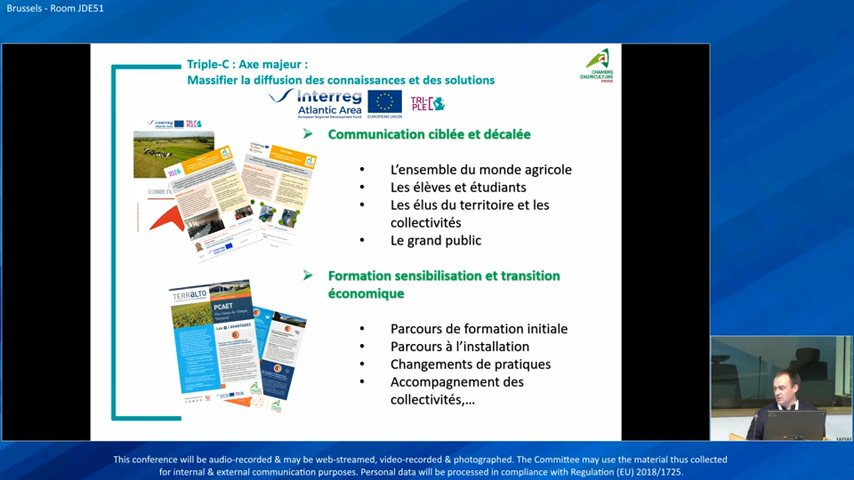 Brussels - Room JDE51
Triple-C : Axe majeur :
Massifier la diffusion des connaissances et des solutions
CHAMBRE
D'AGRICULTURE
Interreg
Atlantic Area
European Regional Development Fund
EUROPEAN UNION
TRI-
PLE
Communication ciblée et décalée
• L'ensemble du monde agricole
• Les élèves et étudiants
• Les élus du territoire et les
collectivités
• Le grand public
TERRALTO
PCAET
Formation sensibilisation et transition
économique
• Parcours de formation initiale
• Parcours à l'installation
• Changements de pratiques
• Accompagnement des
collectivités,...
This conference will be audio-recorded & may be web-streamed, video-recorded & photographed. The Committee may use the material thus collected
for internal & external communication purposes. Personal data will be processed in compliance with Regulation (EU) 2018/1725.